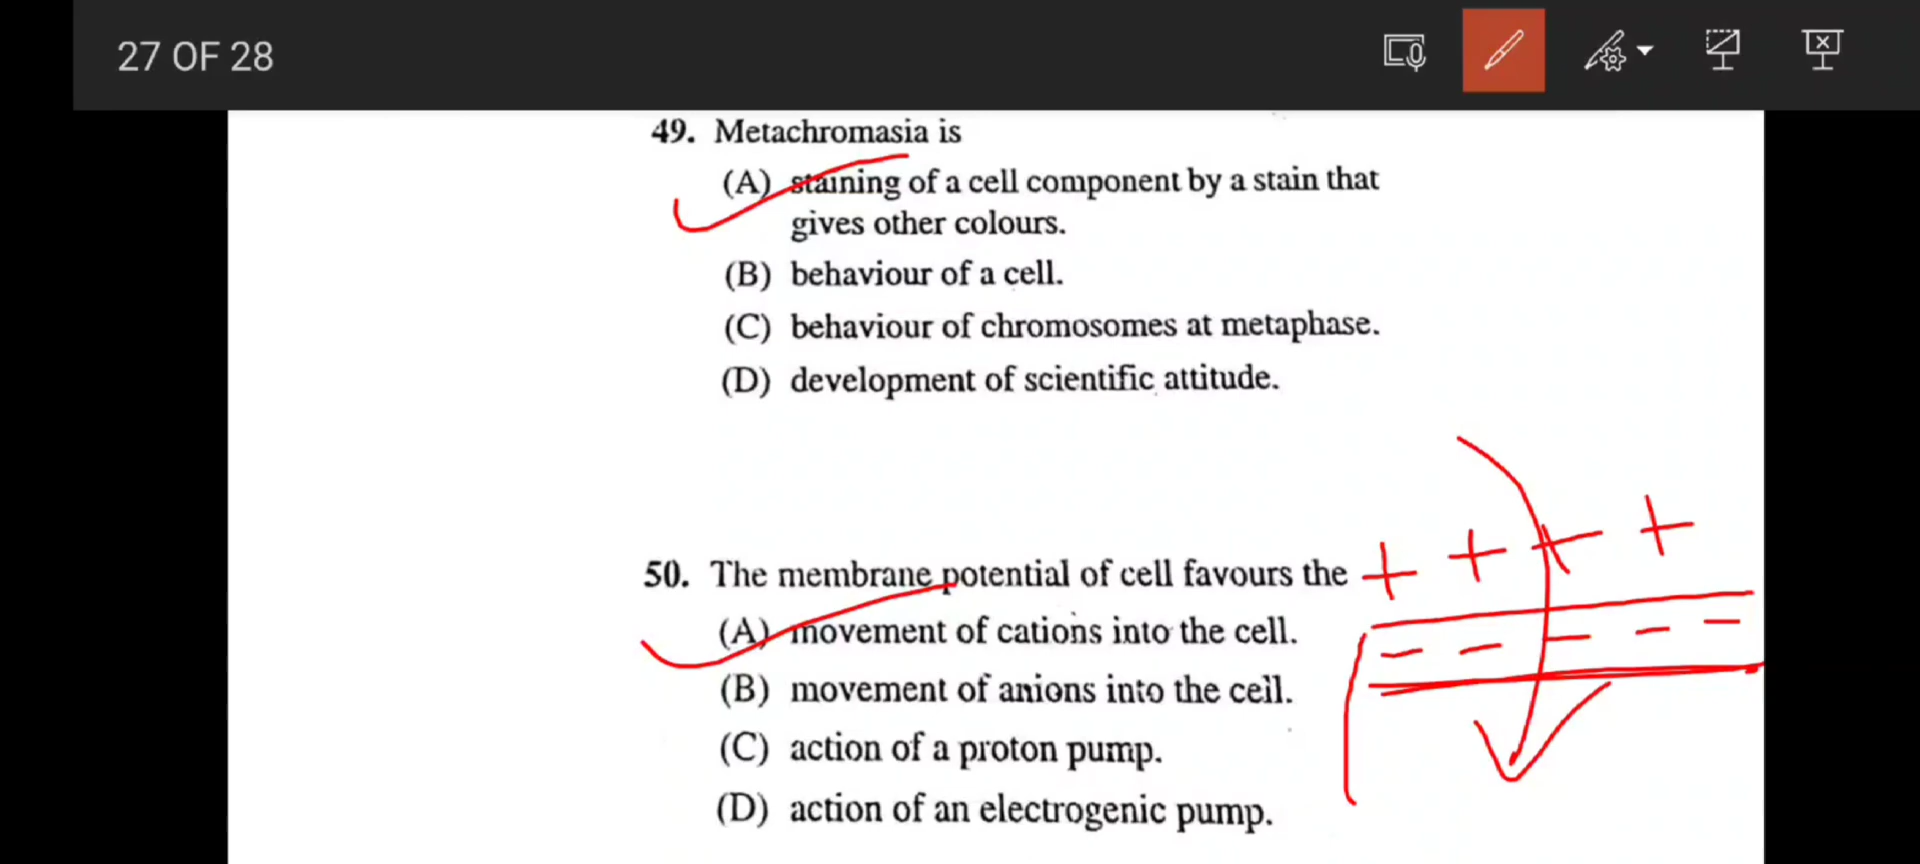 27 OF 28
49. Metachromasia is
(A) staining of a cell component by a stain that
gives other colours.
(B) behaviour of a cell.
(C) behaviour of chromosomes at metaphase.
(D) development of scientific attitude.
50. The membrane potential of cell favours the
+ + + +
(A) movement of cations into the cell.
- - - - -
(B) movement of anions into the cell.
(C) action of a proton pump.
(D) action of an electrogenic pump.